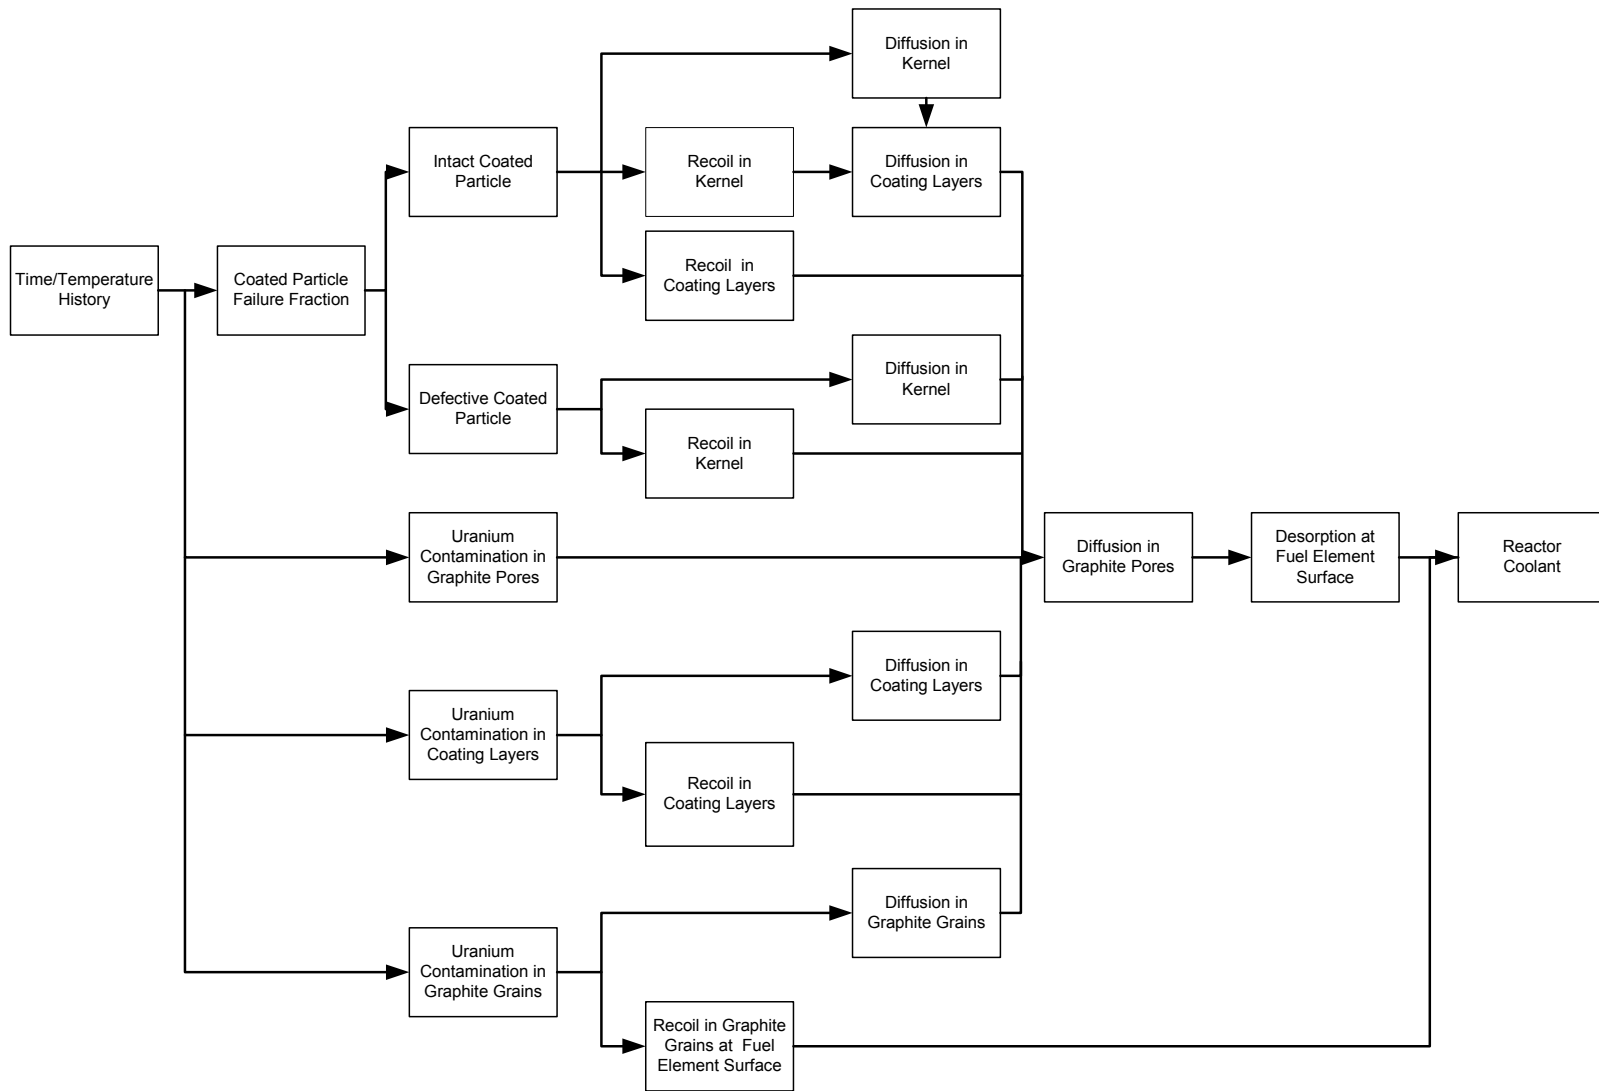 Diffusion in
Kernel
Intact Coated
Particle
Recoil in
Kernel
Diffusion in
Coating Layers
Time/Temperature
History
Coated Particle
Failure Fraction
Recoil in
Coating Layers
Defective Coated
Particle
Diffusion in
Kernel
Recoil in
Kernel
Uranium
Contamination in
Graphite Pores
Diffusion in
Graphite Pores
Desorption at
Fuel Element
Surface
Reactor
Coolant
Uranium
Contamination in
Coating Layers
Diffusion in
Coating Layers
Recoil in
Coating Layers
Uranium
Contamination in
Graphite Grains
Diffusion in
Graphite Grains
Recoil in Graphite
Grains at Fuel
Element Surface